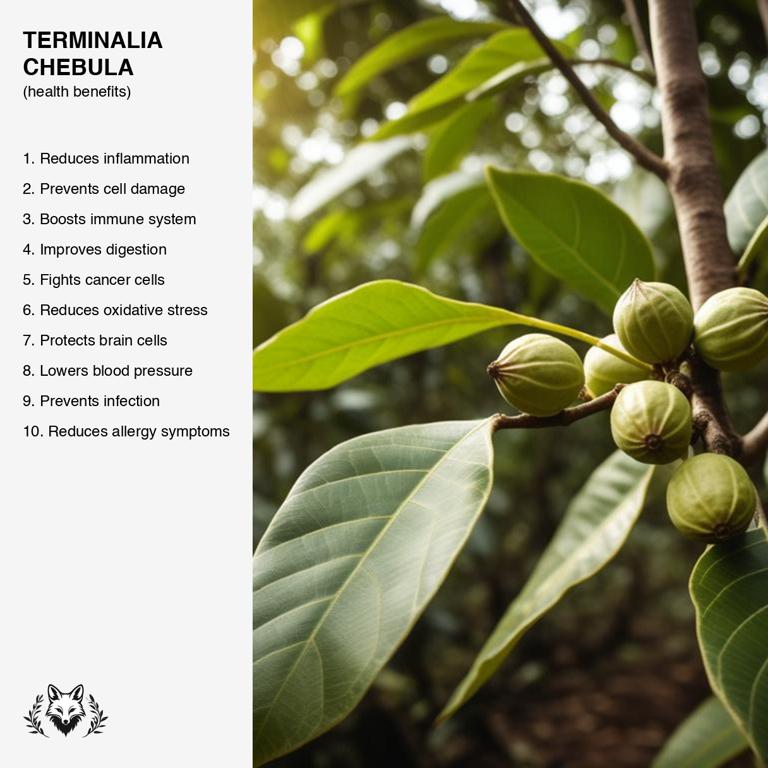 TERMINALIA
CHEBULA
(health benefits)
1. Reduces inflammation
2. Prevents cell damage
3. Boosts immune system
4. Improves digestion
5. Fights cancer cells
6. Reduces oxidative stress
7. Protects brain cells
8. Lowers blood pressure
9. Prevents infection
10. Reduces allergy symptoms